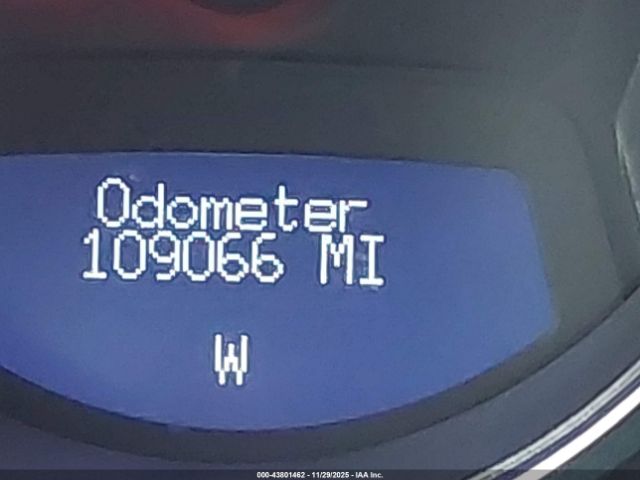 Odometer
109066 MI
W
000-43801462 - 11/29/2025 - IAA Inc.